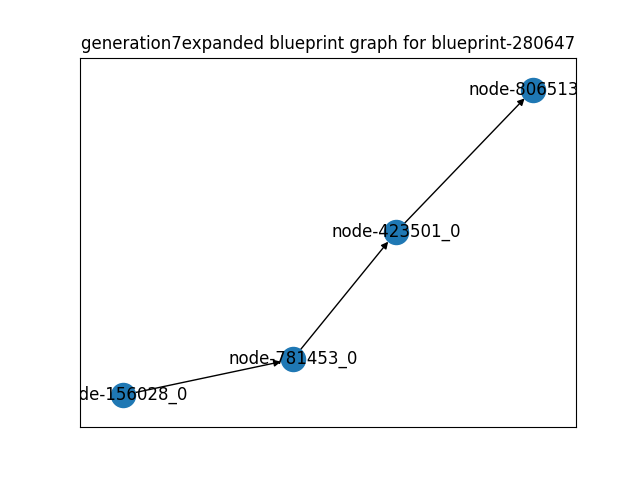 generation7expanded blueprint graph for blueprint-280647
node-806513
node-423501_0
node-781453_0
de-156028_0